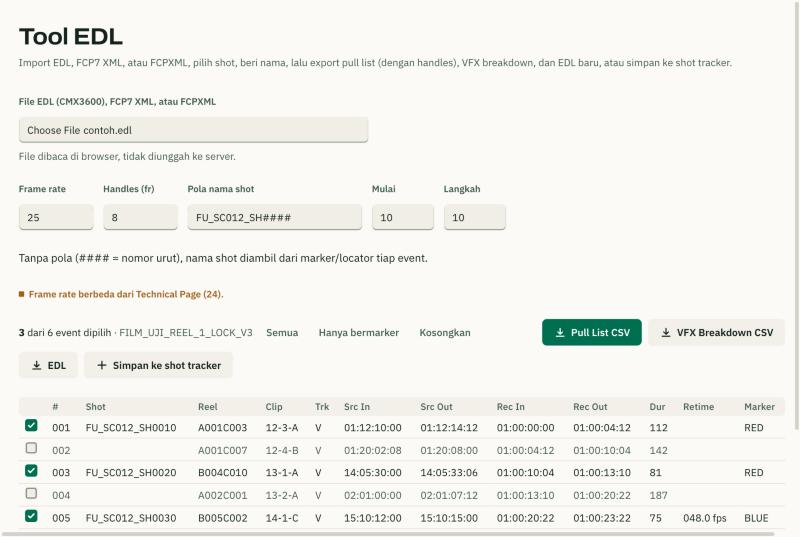 Tool EDL
Import EDL, FCP7 XML, atau FCPXML, pilih shot, beri nama, lalu export pull list (dengan handles), VFX breakdown, dan EDL baru, atau simpan ke shot tracker.
File EDL (CMX3600), FCP7 XML, atau FCPXML
Choose File contoh.edl
File dibaca di browser, tidak diunggah ke server.
Frame rate Handles (fr) Pola nama shot Mulai Langkah
25 8 FU_SC012_SH#### 10 10
Tanpa pola (#### = nomor urut), nama shot diambil dari marker/locator tiap event.
Frame rate berbeda dari Technical Page (24).
3 dari 6 event dipilih · FILM_UJI_REEL_1_LOCK_V3 Semua Hanya bermarker Kosongkan Pull List CSV VFX Breakdown CSV
EDL Simpan ke shot tracker
# Shot Reel Clip Trk Src In Src Out Rec In Rec Out Dur Retime Marker
001 FU_SC012_SH0010 A001C003 12-3-A V 01:12:10:00 01:12:14:12 01:00:00:00 01:00:04:12 112 RED
002 A001C007 12-4-B V 01:20:02:08 01:20:08:00 01:00:04:12 01:00:10:04 142
003 FU_SC012_SH0020 B004C010 13-1-A V 14:05:30:00 14:05:33:06 01:00:10:04 01:00:13:10 81 RED
004 A002C001 13-2-A V 02:01:00:00 02:01:07:12 01:00:13:10 01:00:20:22 187
005 FU_SC012_SH0030 B005C002 14-1-C V 15:10:12:00 15:10:15:00 01:00:20:22 01:00:23:22 75 048.0 fps BLUE